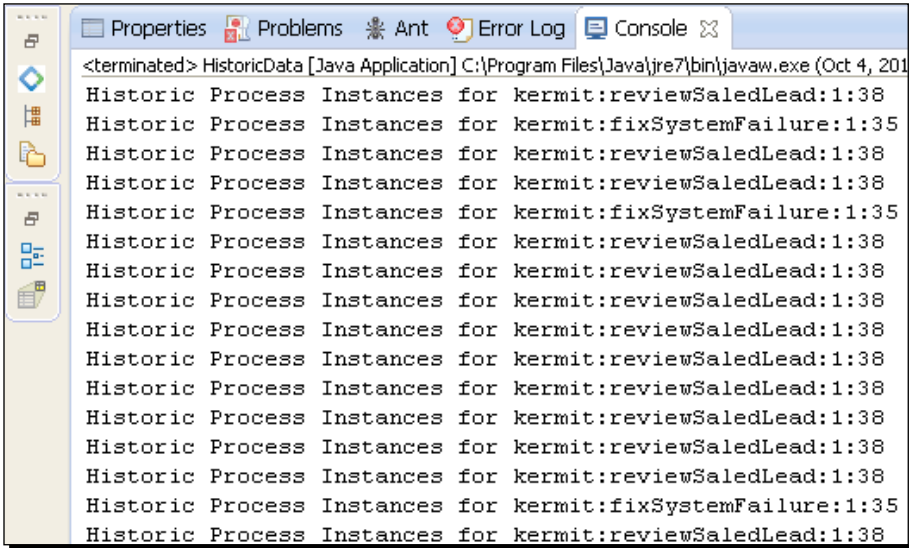 Properties Problems Ant Error Log Console
<terminated> HistoricData [Java Application] C:\Program Files\Java\jre7\bin\javaw.exe (Oct 4, 201
Historic Process Instances for kermit:reviewSaledLead:1:38
Historic Process Instances for kermit:fixSystemFailure:1:35
Historic Process Instances for kermit:reviewSaledLead:1:38
Historic Process Instances for kermit:reviewSaledLead:1:38
Historic Process Instances for kermit:fixSystemFailure:1:35
Historic Process Instances for kermit:reviewSaledLead:1:38
Historic Process Instances for kermit:reviewSaledLead:1:38
Historic Process Instances for kermit:reviewSaledLead:1:38
Historic Process Instances for kermit:reviewSaledLead:1:38
Historic Process Instances for kermit:reviewSaledLead:1:38
Historic Process Instances for kermit:reviewSaledLead:1:38
Historic Process Instances for kermit:reviewSaledLead:1:38
Historic Process Instances for kermit:reviewSaledLead:1:38
Historic Process Instances for kermit:reviewSaledLead:1:38
Historic Process Instances for kermit:fixSystemFailure:1:35
Historic Process Instances for kermit:reviewSaledLead:1:38